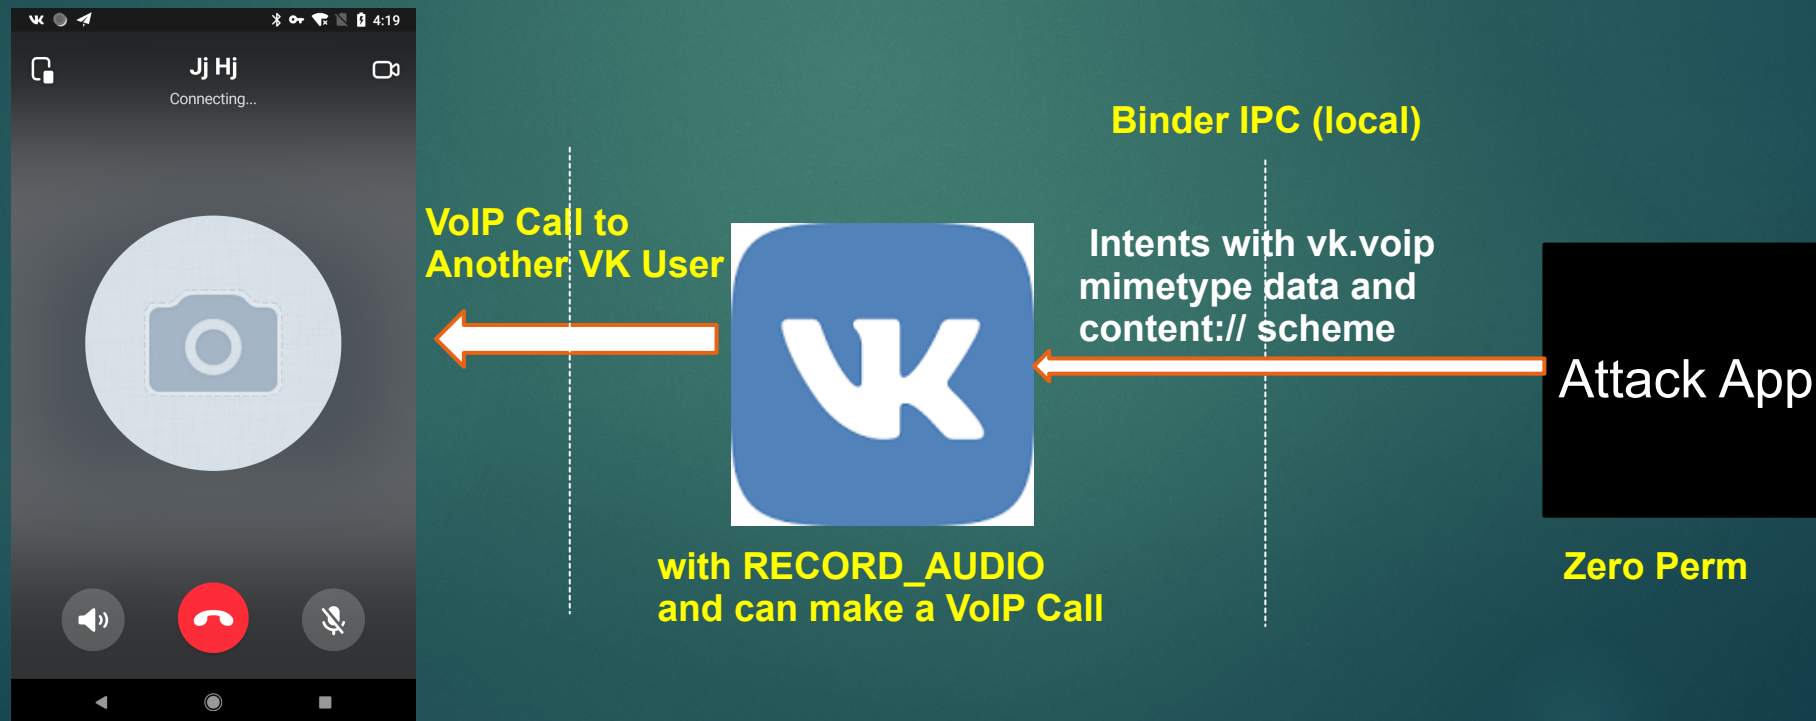 4:19
Jj Hj
Connecting...
VoIP Call to
Another VK User
Binder IPC (local)
Intents with vk.voip
mimetype data and
content:// scheme
Attack App
with RECORD_AUDIO
and can make a VoIP Call
Zero Perm